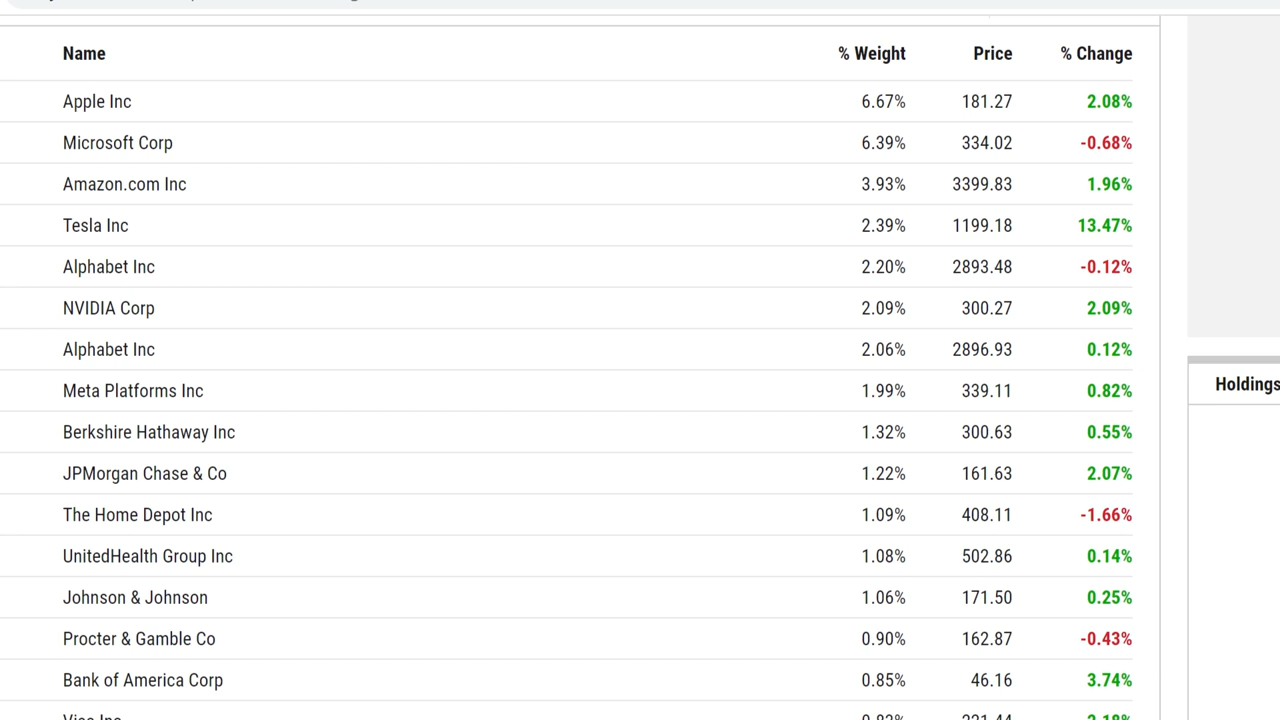 Name % Weight Price % Change
Apple Inc 6.67% 181.27 2.08%
Microsoft Corp 6.39% 334.02 -0.68%
Amazon.com Inc 3.93% 3399.83 1.96%
Tesla Inc 2.39% 1199.18 13.47%
Alphabet Inc 2.20% 2893.48 -0.12%
NVIDIA Corp 2.09% 300.27 2.09%
Alphabet Inc 2.06% 2896.93 0.12%
Meta Platforms Inc 1.99% 339.11 0.82%
Holdings
Berkshire Hathaway Inc 1.32% 300.63 0.55%
JPMorgan Chase & Co 1.22% 161.63 2.07%
The Home Depot Inc 1.09% 408.11 -1.66%
UnitedHealth Group Inc 1.08% 502.86 0.14%
Johnson & Johnson 1.06% 171.50 0.25%
Procter & Gamble Co 0.90% 162.87 -0.43%
Bank of America Corp 0.85% 46.16 3.74%